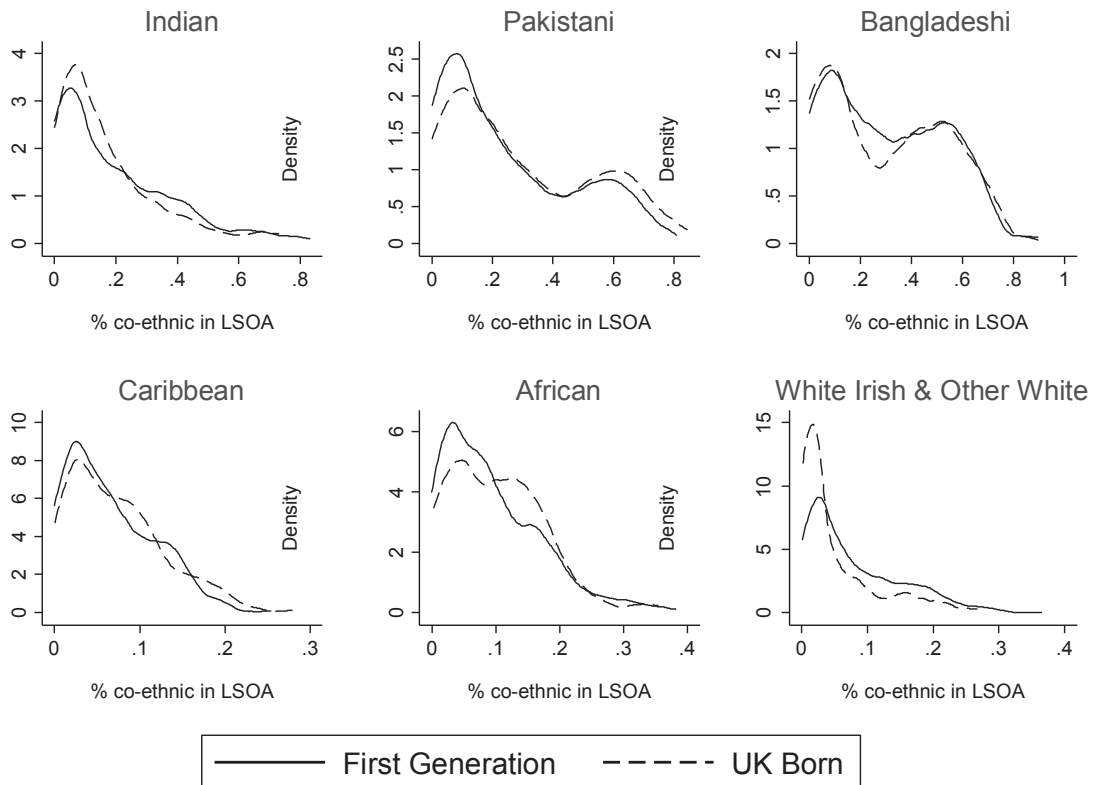 Indian Pakistani Bangladeshi
4
3
2
1
0
0 .2 .4 .6 .8
% co-ethnic in LSOA
2.5
2
1.5
1
.5
0
0 .2 .4 .6 .8
% co-ethnic in LSOA
Density
2
1.5
1
.5
0
0 .2 .4 .6 .8 1
% co-ethnic in LSOA
Caribbean African White Irish & Other White
10
8
6
4
2
0
0 .1 .2 .3
% co-ethnic in LSOA
6
4
2
0
0 .1 .2 .3 .4
% co-ethnic in LSOA
Density
15
10
5
0
0 .1 .2 .3 .4
% co-ethnic in LSOA
First Generation UK Born